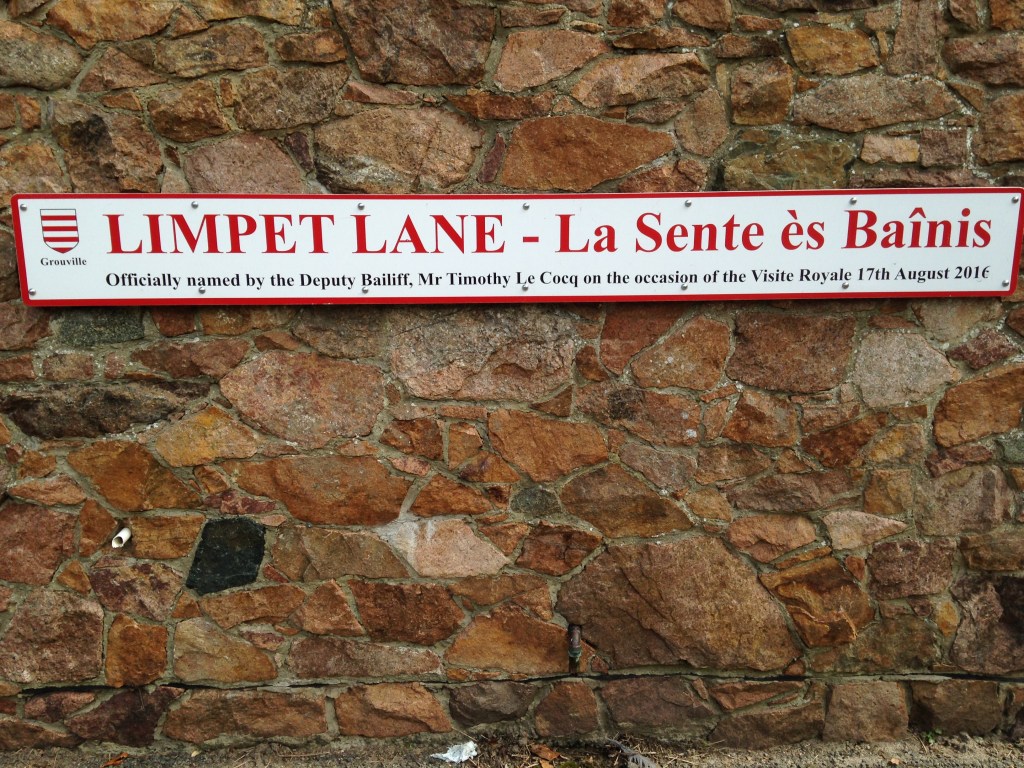 LIMPET LANE - La Sente ès Baînis
Grouville
Officially named by the Deputy Bailiff, Mr Timothy Le Cocq on the occasion of the Visite Royale 17th August 2016